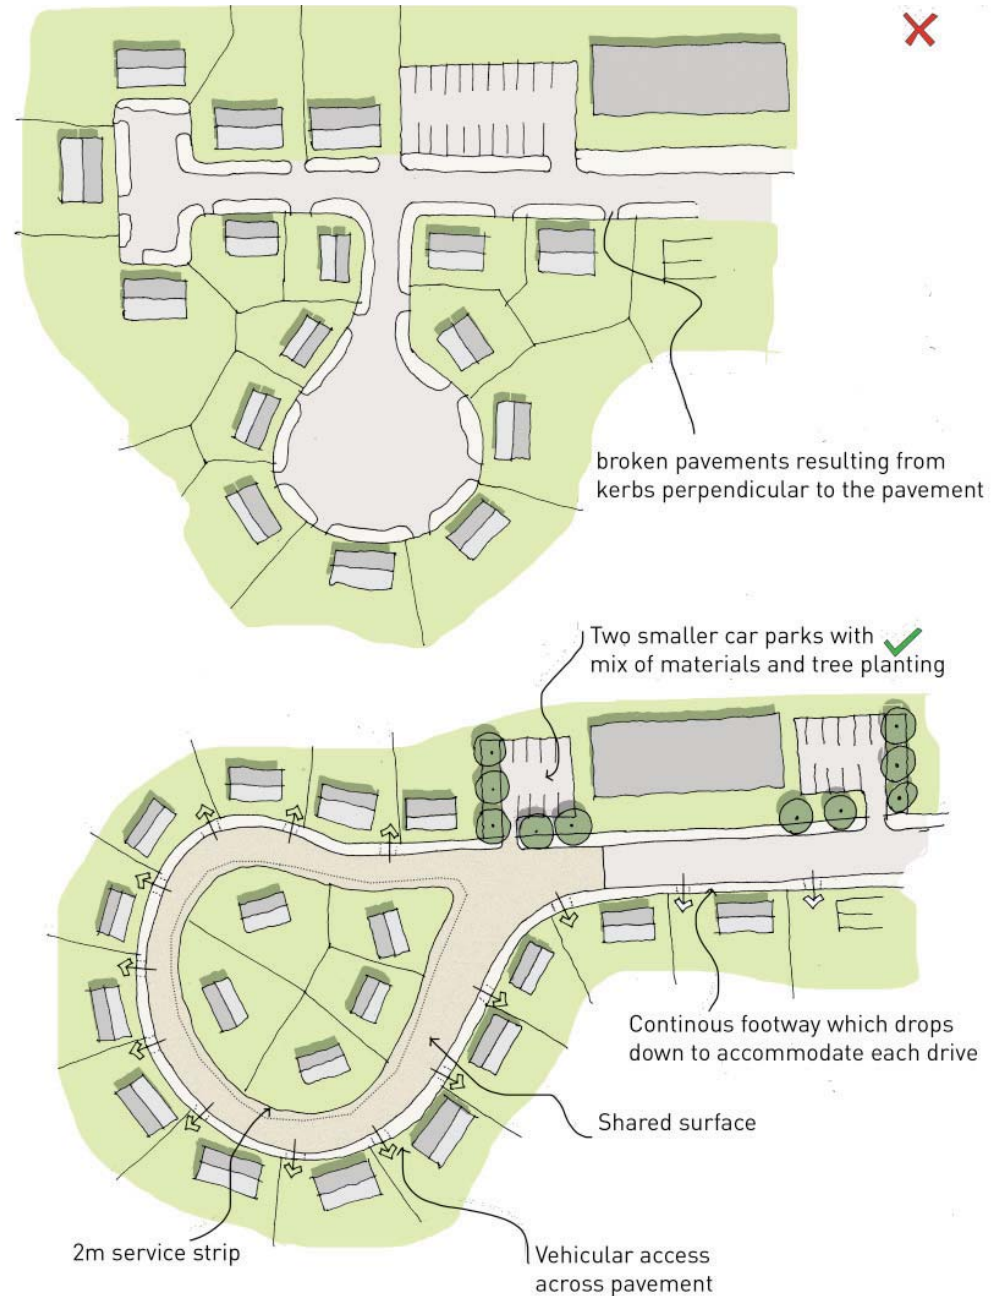 broken pavements resulting from
kerbs perpendicular to the pavement
Two smaller car parks with
mix of materials and tree planting
Continous footway which drops
down to accommodate each drive
Shared surface
2m service strip
Vehicular access
across pavement